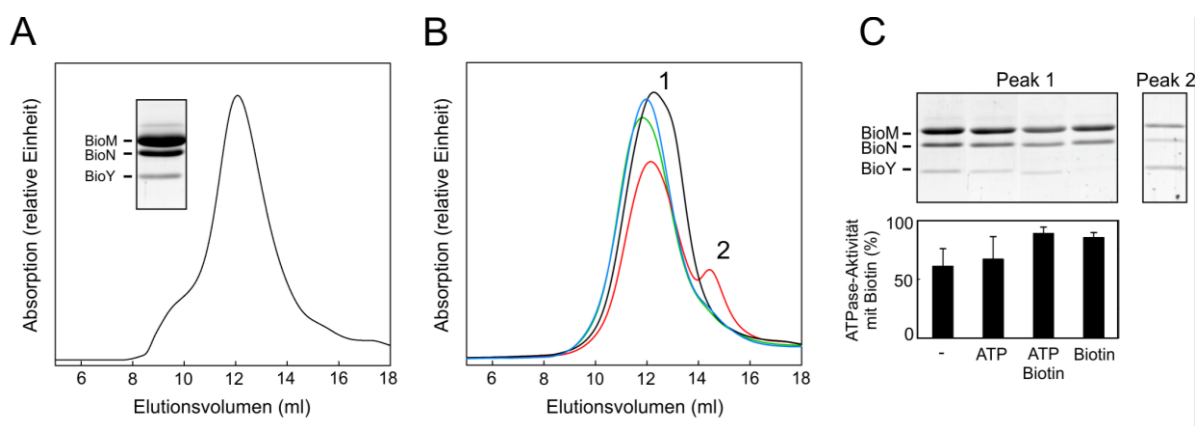 A
Absorption (relative Einheit)
BioM
BioN
BioY
6 8 10 12 14 16 18
Elutionsvolumen (ml)
B
Absorption (relative Einheit)
1
2
6 8 10 12 14 16 18
Elutionsvolumen (ml)
C
Peak 1
Peak 2
BioM
BioN
BioY
ATPase-Aktivität
mit Biotin (%)
100
50
0
- ATP ATP Biotin
Biotin